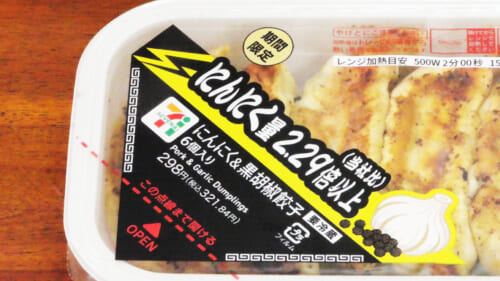 期間
限定
レンジ加熱目安 500W 2分00秒 15
にんにく量2.29倍以上
(当社比)
にんにく&黒胡椒餃子
6個入り
Pork & Garlic Dumplings
298円(税込321.84円)
要冷蔵
フィルム
この点線まで開ける
OPEN